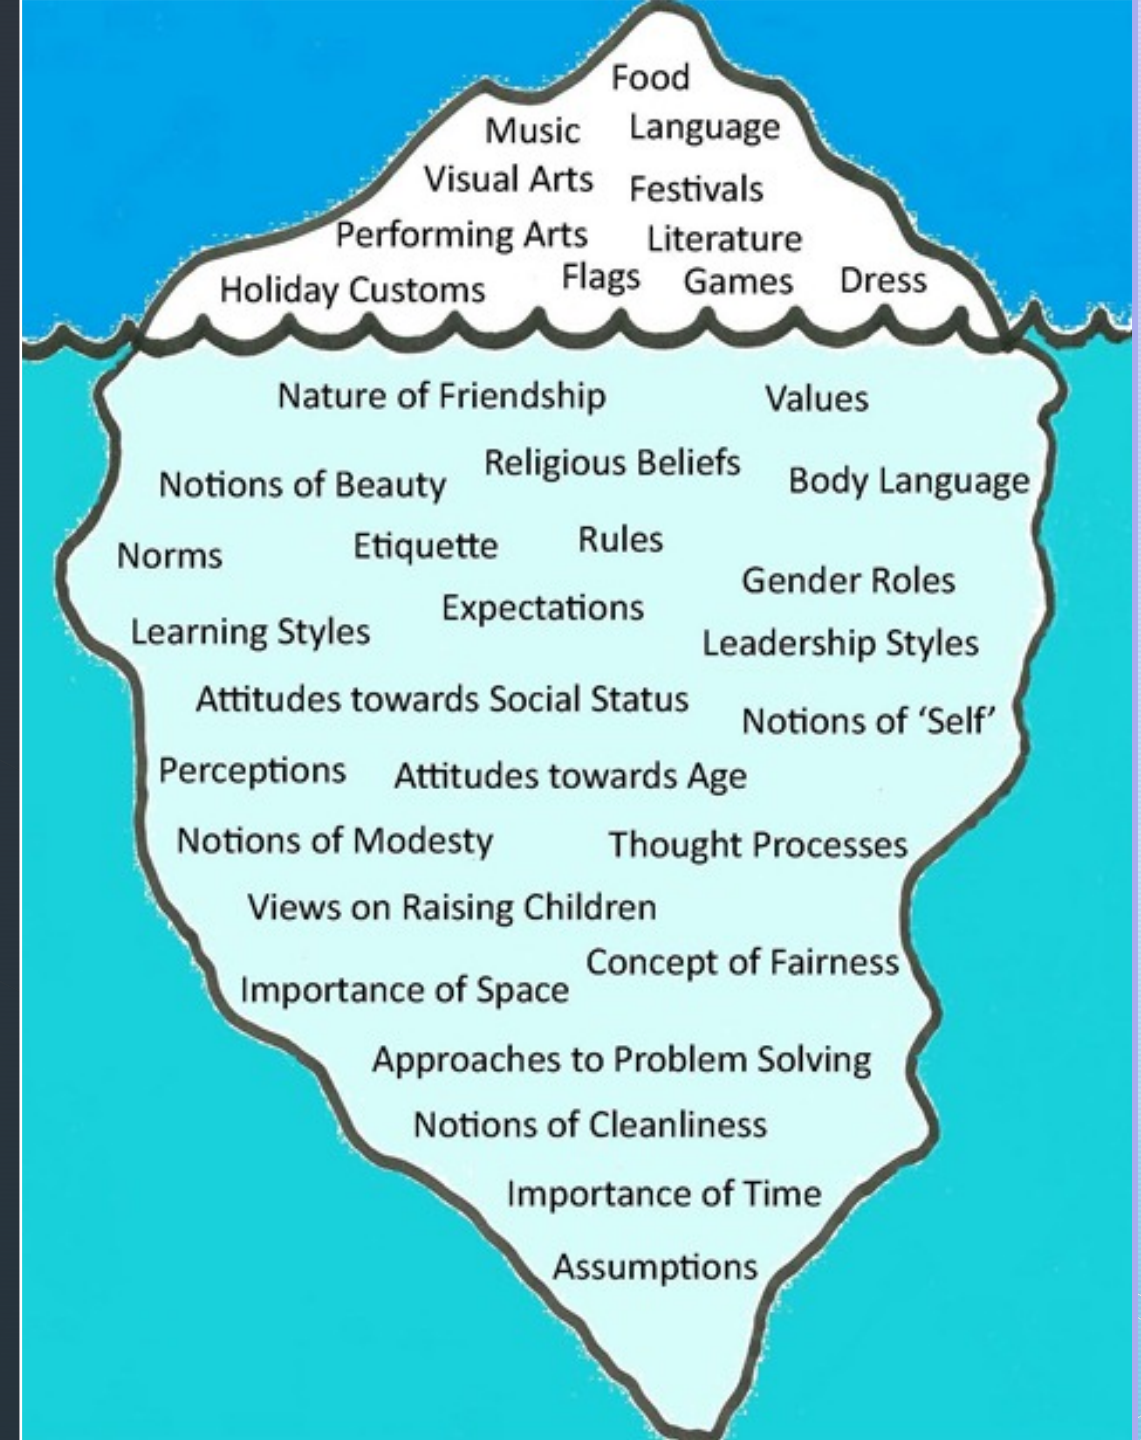 Food
Music
Language
Visual Arts
Festivals
Performing Arts
Literature
Holiday Customs
Flags
Games
Dress
Nature of Friendship
Values
Notions of Beauty
Religious Beliefs
Body Language
Norms
Etiquette
Rules
Gender Roles
Expectations
Learning Styles
Leadership Styles
Attitudes towards Social Status
Notions of ‘Self’
Perceptions
Attitudes towards Age
Notions of Modesty
Thought Processes
Views on Raising Children
Concept of Fairness
Importance of Space
Approaches to Problem Solving
Notions of Cleanliness
Importance of Time
Assumptions